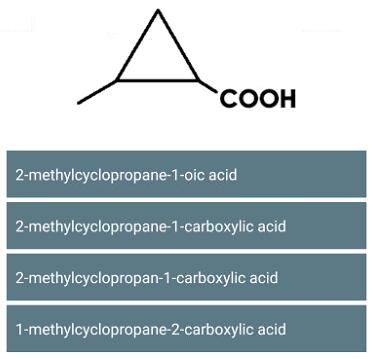 COOH
2-methylcyclopropane-1-oic acid
2-methylcyclopropane-1-carboxylic acid
2-methylcyclopropan-1-carboxylic acid
1-methylcyclopropane-2-carboxylic acid